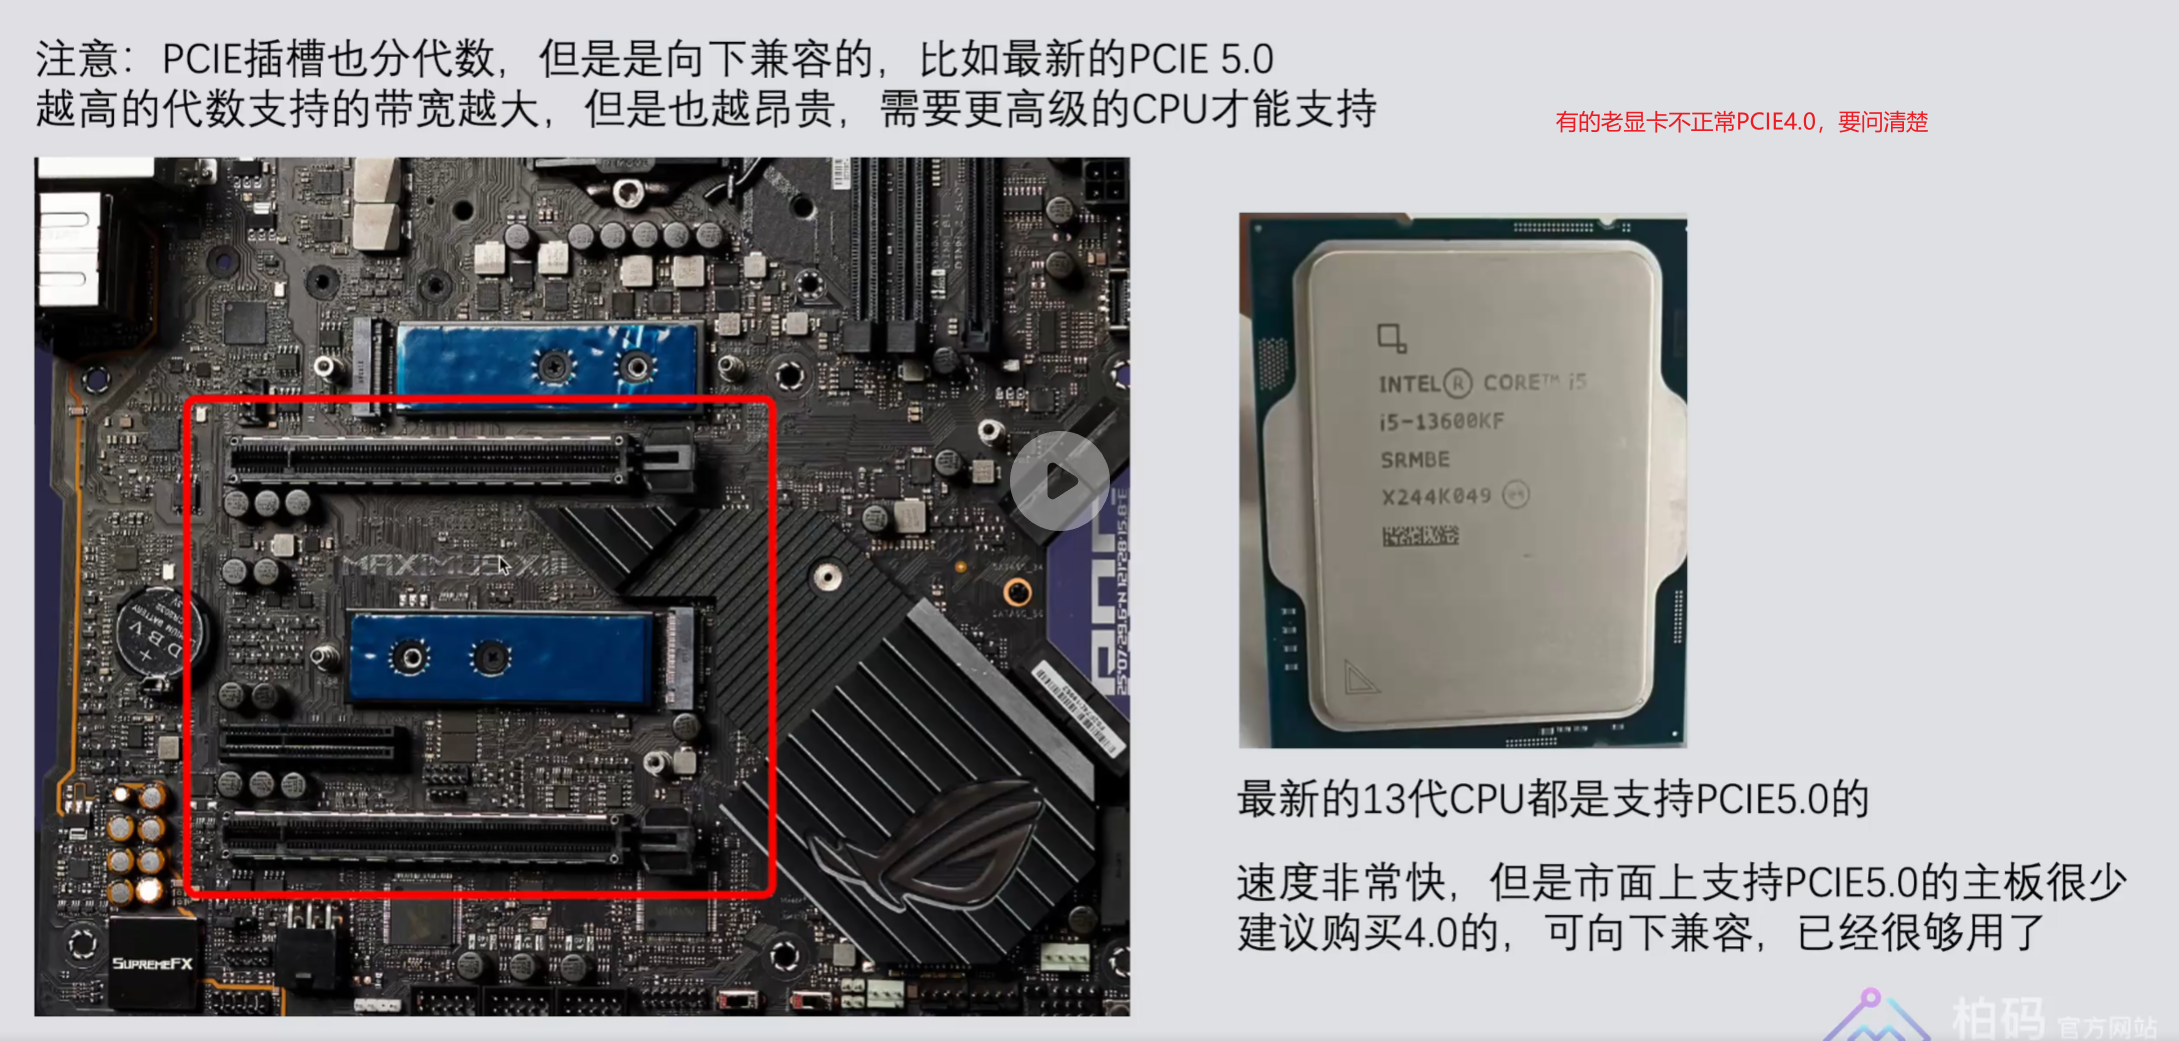 注意：PCIE插槽也分代数，但是是向下兼容的，比如最新的PCIE 5.0
越高的代数支持的带宽越大，但是也越昂贵，需要更高级的CPU才能支持
有的老显卡不正常PCIE4.0，要问清楚
MAXIMUS XIII
SUPREMEFX
INTEL® CORE™ i5
i5-13600KF
SRMBE
X244K049
最新的13代CPU都是支持PCIE5.0的
速度非常快，但是市面上支持PCIE5.0的主板很少
建议购买4.0的，可向下兼容，已经很够用了
柏码 官方网站